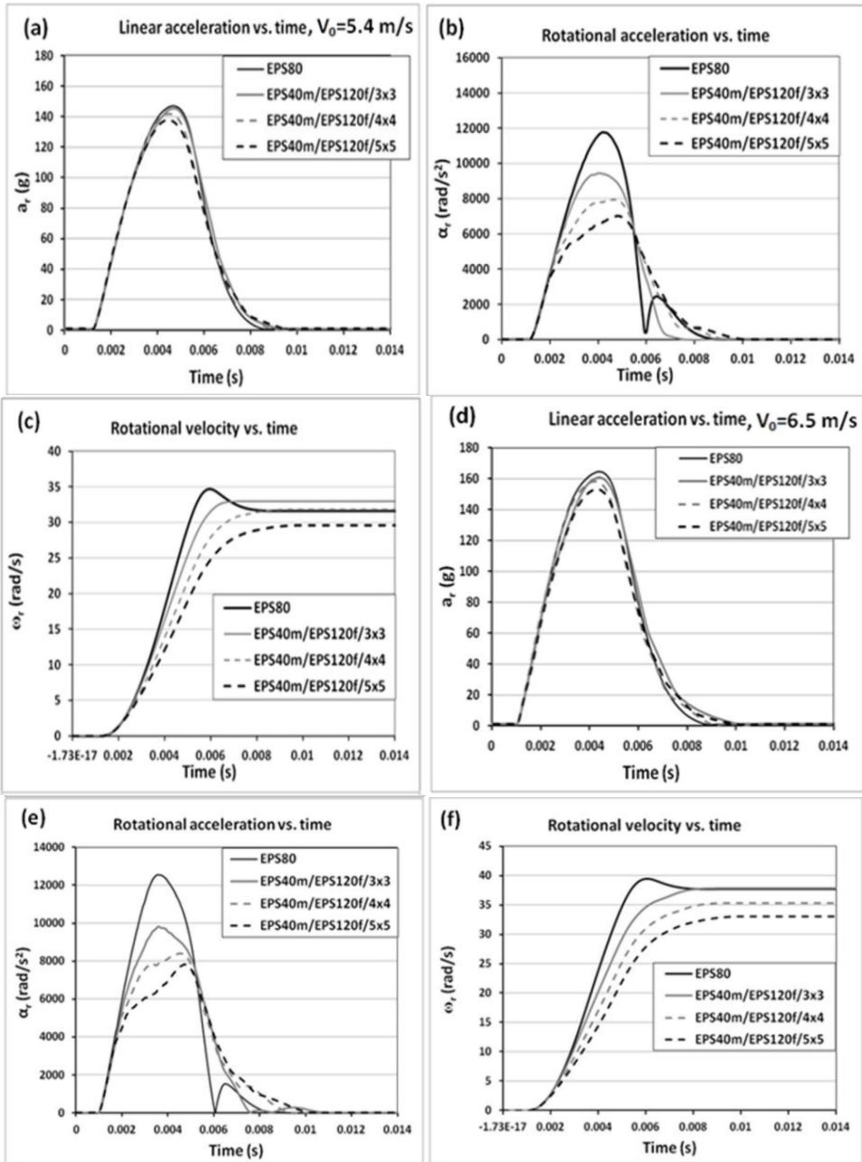 (a)
Linear acceleration vs. time, V₀=5.4 m/s
180
160
140
120
100
80
60
40
20
0
aᵣ (g)
EPS80
EPS40m/EPS120f/3x3
EPS40m/EPS120f/4x4
EPS40m/EPS120f/5x5
0 0.002 0.004 0.006 0.008 0.01 0.012 0.014
Time (s)
(b)
Rotational acceleration vs. time
16000
14000
12000
10000
8000
6000
4000
2000
0
αᵣ (rad/s²)
EPS80
EPS40m/EPS120f/3x3
EPS40m/EPS120f/4x4
EPS40m/EPS120f/5x5
0 0.002 0.004 0.006 0.008 0.01 0.012 0.014
Time (s)
(c)
Rotational velocity vs. time
40
35
30
25
20
15
10
5
0
ωᵣ (rad/s)
EPS80
EPS40m/EPS120f/3x3
EPS40m/EPS120f/4x4
EPS40m/EPS120f/5x5
-1.73E-17 0.002 0.004 0.006 0.008 0.01 0.012 0.014
Time (s)
(d)
Linear acceleration vs. time, V₀=6.5 m/s
180
160
140
120
100
80
60
40
20
0
aᵣ (g)
EPS80
EPS40m/EPS120f/3x3
EPS40m/EPS120f/4x4
EPS40m/EPS120f/5x5
0 0.002 0.004 0.006 0.008 0.01 0.012 0.014
Time (s)
(e)
Rotational acceleration vs. time
14000
12000
10000
8000
6000
4000
2000
0
αᵣ (rad/s²)
EPS80
EPS40m/EPS120f/3x3
EPS40m/EPS120f/4x4
EPS40m/EPS120f/5x5
0 0.002 0.004 0.006 0.008 0.01 0.012 0.014
Time (s)
(f)
Rotational velocity vs. time
45
40
35
30
25
20
15
10
5
0
ωᵣ (rad/s)
EPS80
EPS40m/EPS120f/3x3
EPS40m/EPS120f/4x4
EPS40m/EPS120f/5x5
-1.73E-17 0.002 0.004 0.006 0.008 0.01 0.012 0.014
Time (s)